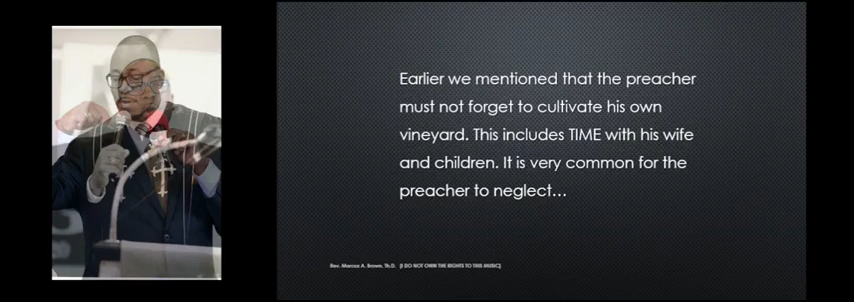 Earlier we mentioned that the preacher
must not forget to cultivate his own
vineyard. This includes TIME with his wife
and children. It is very common for the
preacher to neglect…
Rev. Marcus A. Brown, Th.D. (I DO NOT OWN THE RIGHTS TO THIS MUSIC)